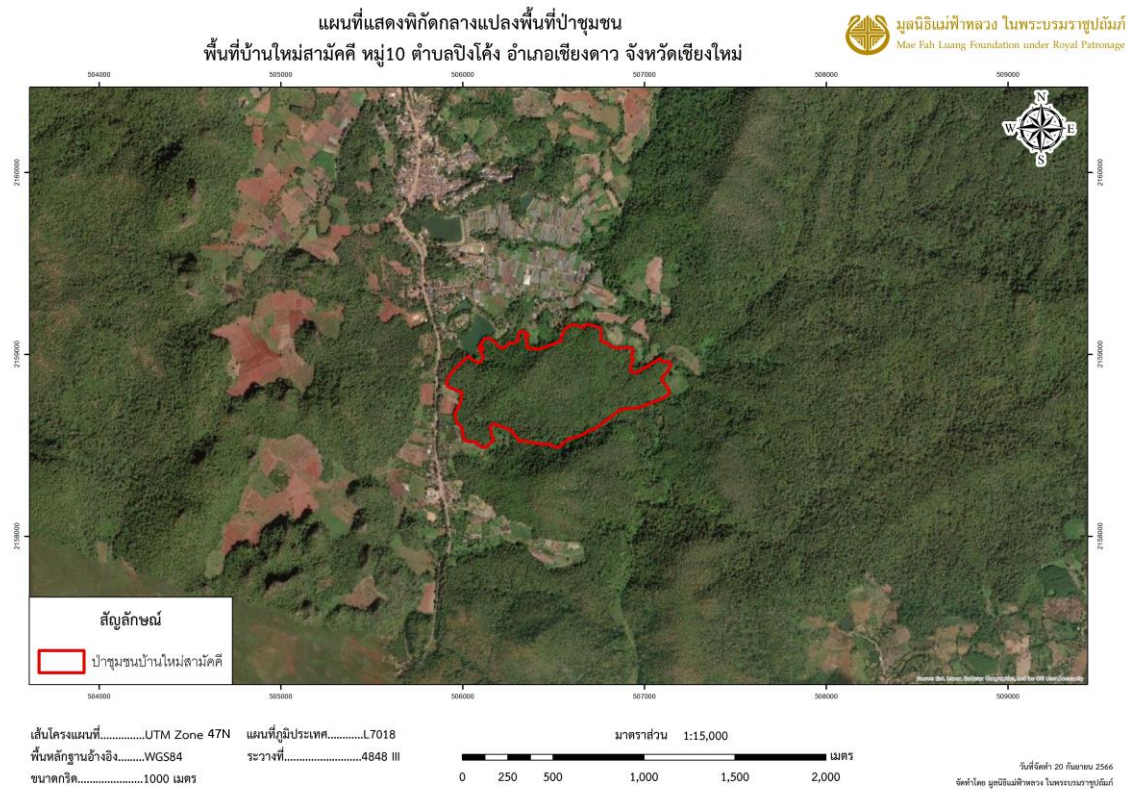 แผนที่แสดงพิกัดกลางแปลงพื้นที่ป่าชุมชน
พื้นที่บ้านใหม่สามัคคี หมู่10 ตำบลปิงโค้ง อำเภอเชียงดาว จังหวัดเชียงใหม่
มูลนิธิแม่ฟ้าหลวง ในพระบรมราชูปถัมภ์
Mae Fah Luang Foundation under Royal Patronage
504000 505000 506000 507000 508000 509000
N
W E
S
2160000 2160000
2159000 2159000
2158000 2158000
สัญลักษณ์
ป่าชุมชนบ้านใหม่สามัคคี
504000 505000 506000 507000 508000 509000
เส้นโครงแผนที่...............UTM Zone 47N แผนที่ภูมิประเทศ............L7018
พื้นหลักฐานอ้างอิง.........WGS84 ระวางที่..........................4848 III
ขนาดกริด......................1000 เมตร
มาตราส่วน 1:15,000
เมตร
0 250 500 1,000 1,500 2,000
วันที่จัดทำ 20 กันยายน 2566
จัดทำโดย มูลนิธิแม่ฟ้าหลวง ในพระบรมราชูปถัมภ์